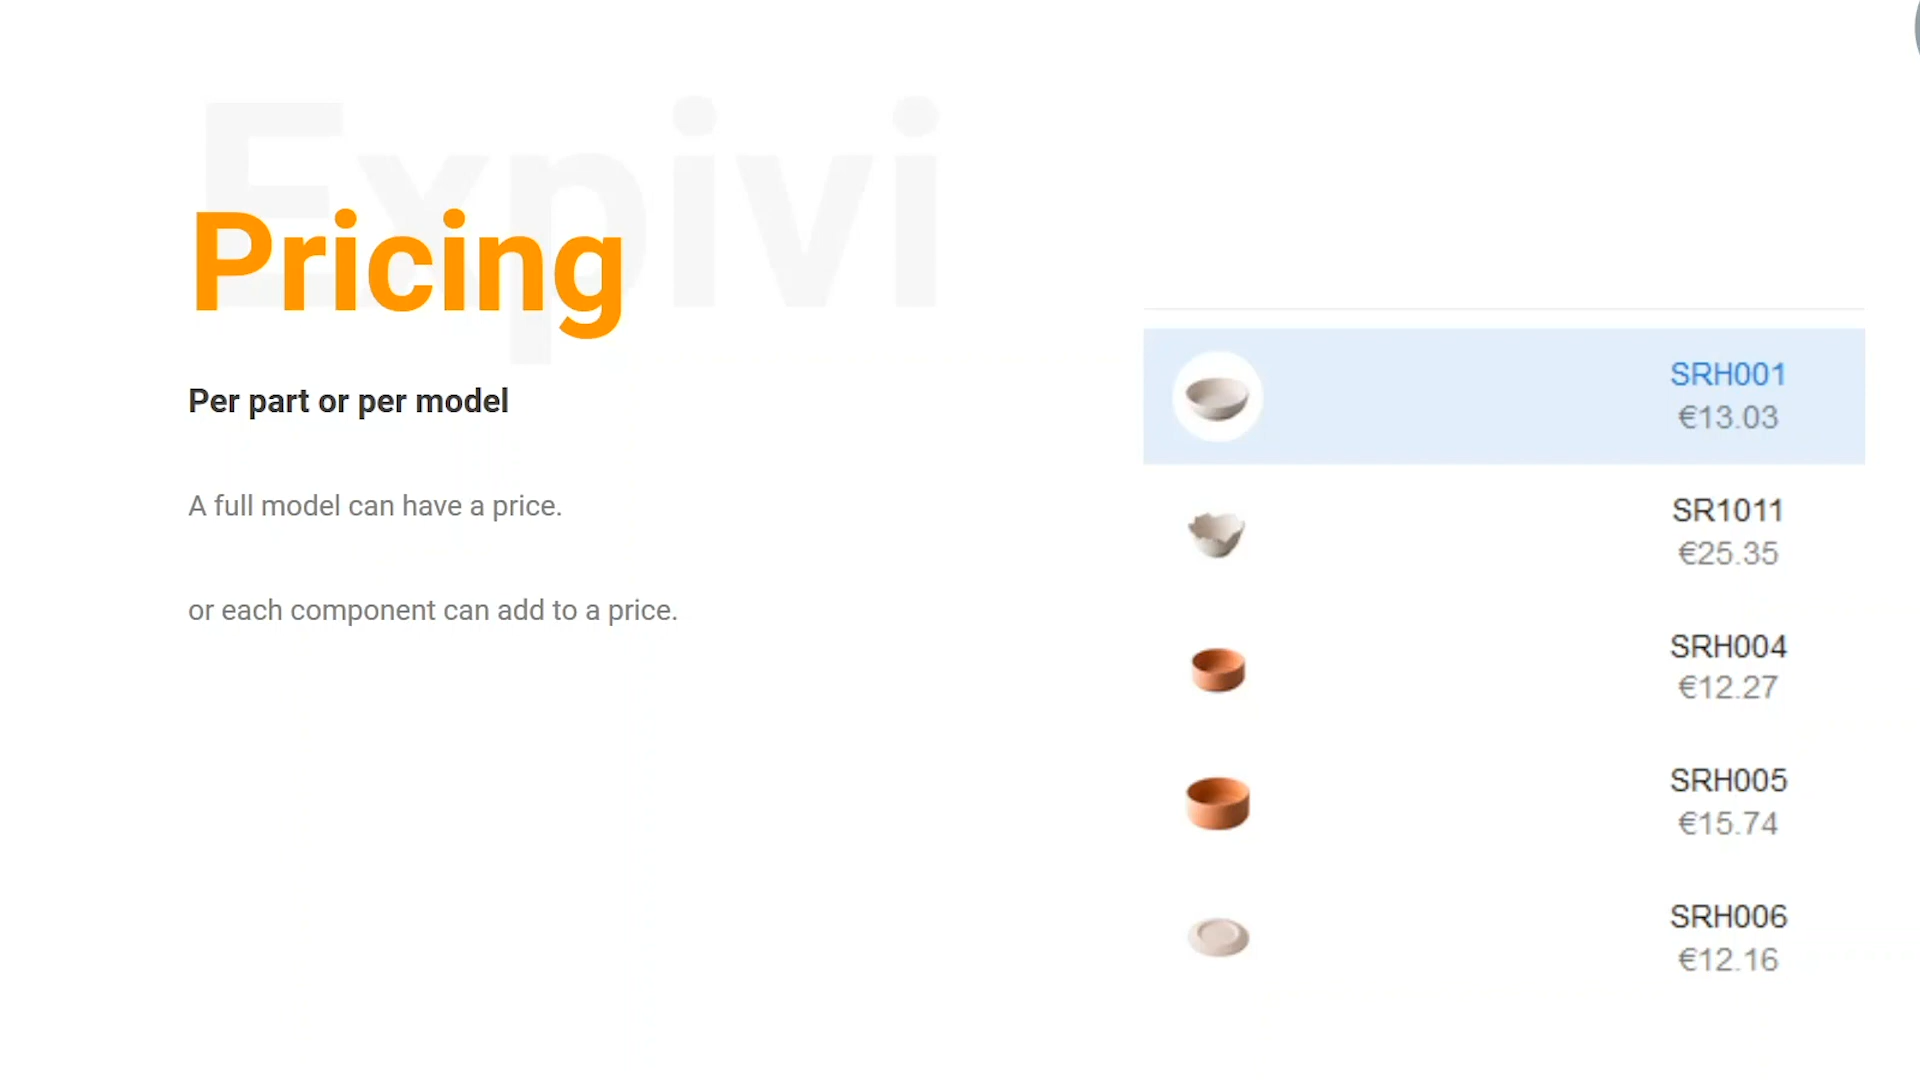 Expivi
Pricing
Per part or per model
A full model can have a price.
or each component can add to a price.
SRH001
€13.03
SR1011
€25.35
SRH004
€12.27
SRH005
€15.74
SRH006
€12.16